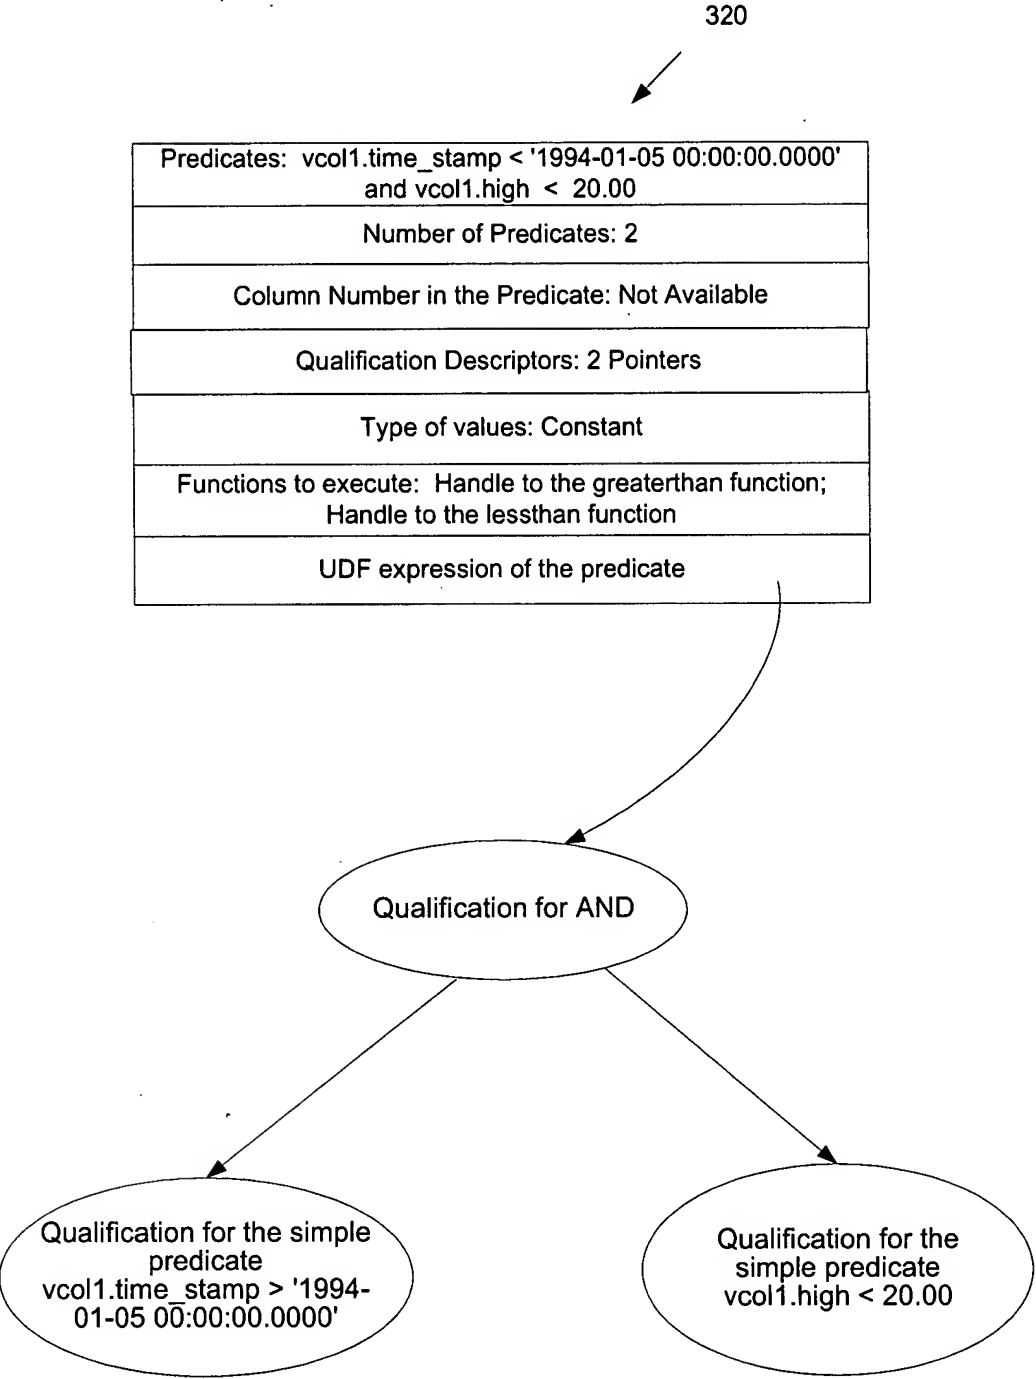 320
Predicates: vcol1.time_stamp < '1994-01-05 00:00:00.0000'
and vcol1.high < 20.00
Number of Predicates: 2
Column Number in the Predicate: Not Available
Qualification Descriptors: 2 Pointers
Type of values: Constant
Functions to execute: Handle to the greaterthan function;
Handle to the lessthan function
UDF expression of the predicate
Qualification for AND
Qualification for the simple
predicate
vcol1.time_stamp > '1994-
01-05 00:00:00.0000'
Qualification for the
simple predicate
vcol1.high < 20.00